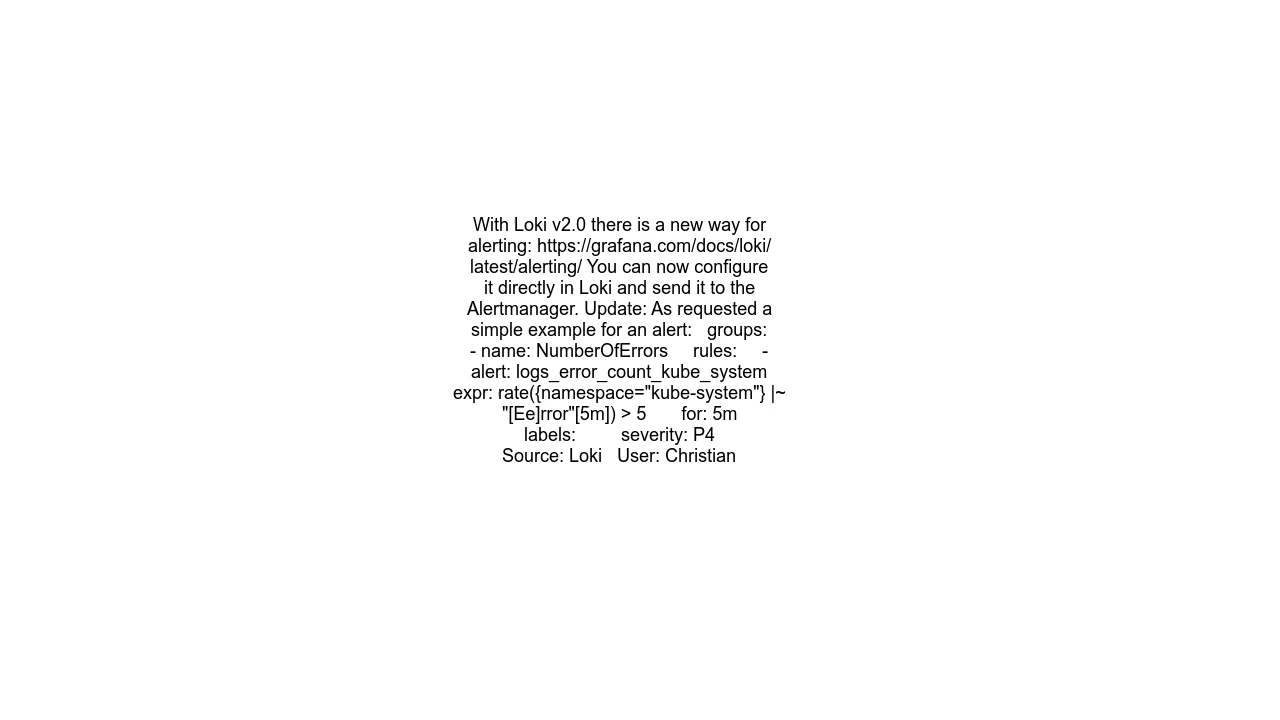 With Loki v2.0 there is a new way for
alerting: https://grafana.com/docs/loki/
latest/alerting/ You can now configure
it directly in Loki and send it to the
Alertmanager. Update: As requested a
simple example for an alert:   groups:
- name: NumberOfErrors     rules:     -
alert: logs_error_count_kube_system
expr: rate({namespace="kube-system"} |~
"[Ee]rror"[5m]) > 5       for: 5m
labels:         severity: P4
Source: Loki   User: Christian